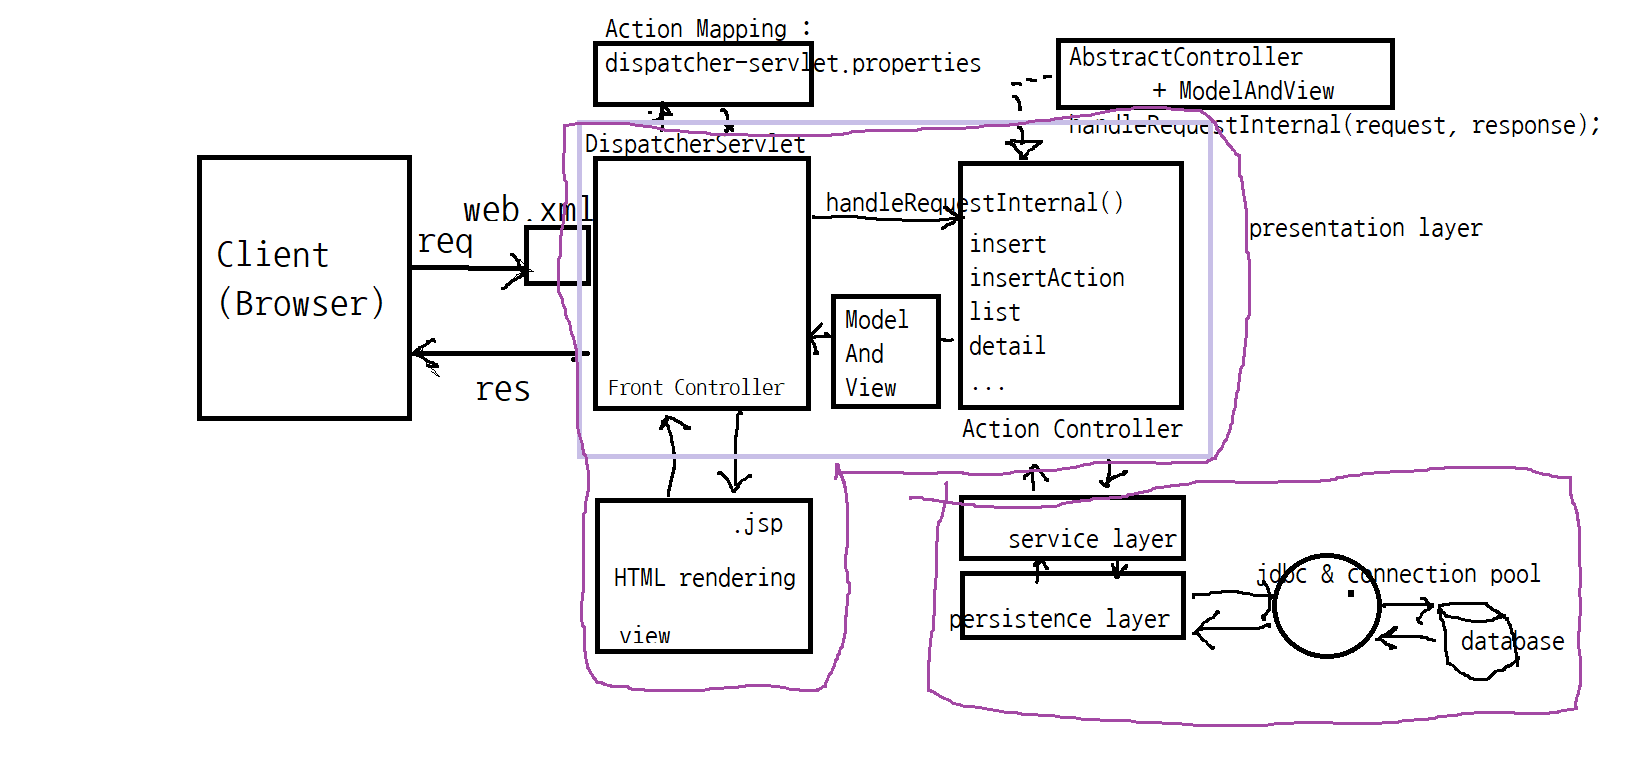 Action Mapping :
dispatcher-servlet.properties
AbstractController
+ ModelAndView
handleRequestInternal(request, response);
DispatcherServlet
web.xml
req
Client
(Browser)
res
Front Controller
handleRequestInternal()
insert
insertAction
list
detail
...
Model
And
View
Action Controller
presentation layer
.jsp
HTML rendering
view
service layer
persistence layer
jdbc & connection pool
database